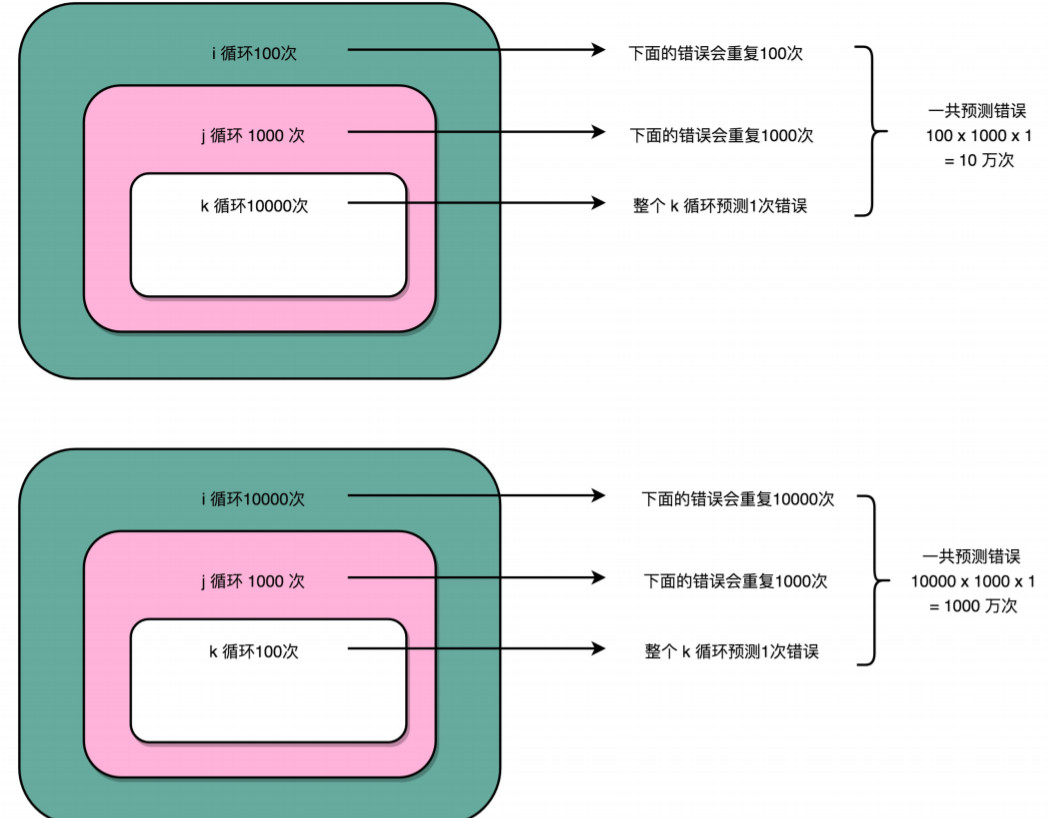 i 循环100次
下面的错误会重复100次
j 循环 1000 次
下面的错误会重复1000次
k 循环10000次
整个 k 循环预测1次错误
一共预测错误
100 x 1000 x 1
= 10 万次
i 循环10000次
下面的错误会重复10000次
j 循环 1000 次
下面的错误会重复1000次
k 循环100次
整个 k 循环预测1次错误
一共预测错误
10000 x 1000 x 1
= 1000 万次